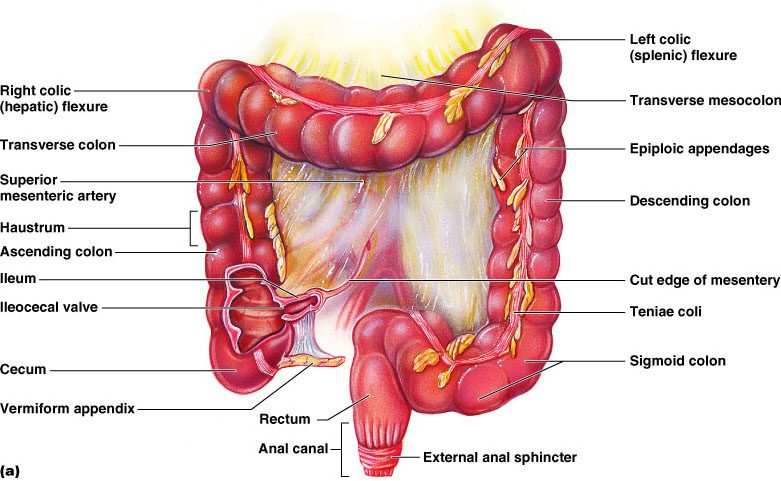 Right colic
(hepatic) flexure
Transverse colon
Superior
mesenteric artery
Haustrum
Ascending colon
Ileum
Ileocecal valve
Cecum
Vermiform appendix
Rectum
Anal canal
External anal sphincter
Left colic
(splenic) flexure
Transverse mesocolon
Epiploic appendages
Descending colon
Cut edge of mesentery
Teniae coli
Sigmoid colon
(a)